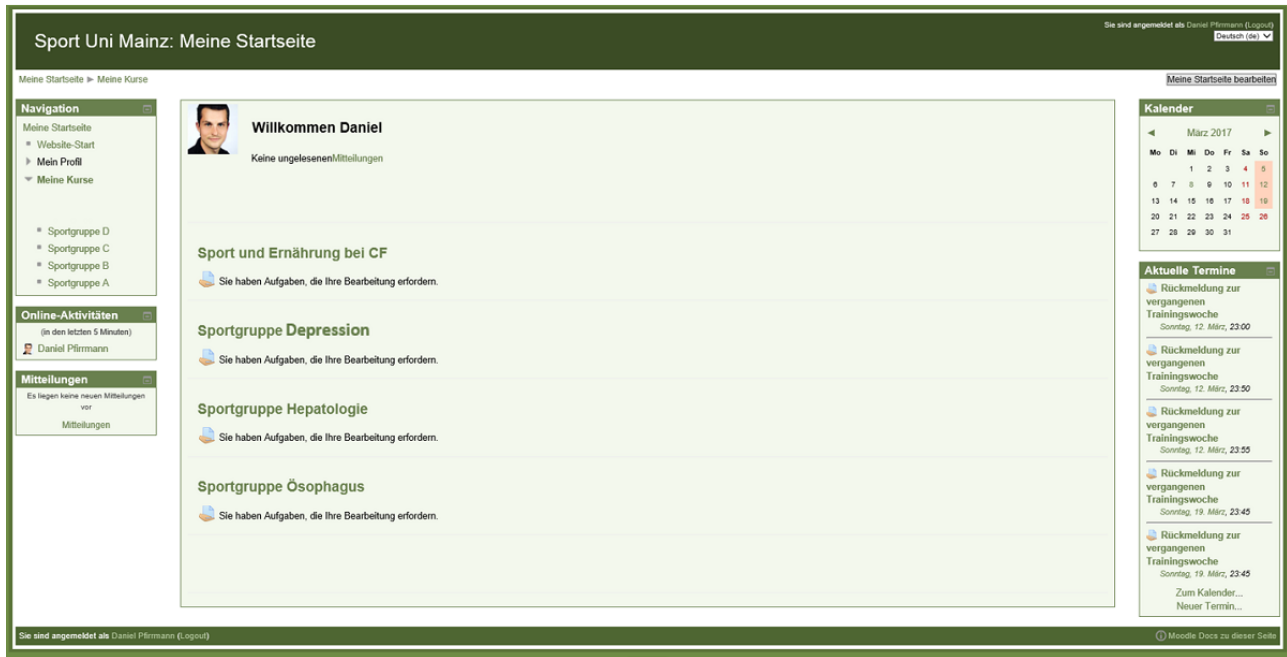 Sie sind angemeldet als Daniel Pfirrmann (Logout)
Deutsch (de)
Sport Uni Mainz: Meine Startseite
Meine Startseite ► Meine Kurse
Meine Startseite bearbeiten
Navigation
Meine Startseite
Website-Start
Mein Profil
Meine Kurse
Sportgruppe D
Sportgruppe C
Sportgruppe B
Sportgruppe A
Online-Aktivitäten
(in den letzten 5 Minuten)
Daniel Pfirrmann
Mitteilungen
Es liegen keine neuen Mitteilungen
vor
Mitteilungen
Willkommen Daniel
Keine ungelesenenMitteilungen
Sport und Ernährung bei CF
Sie haben Aufgaben, die Ihre Bearbeitung erfordern.
Sportgruppe Depression
Sie haben Aufgaben, die Ihre Bearbeitung erfordern.
Sportgruppe Hepatologie
Sie haben Aufgaben, die Ihre Bearbeitung erfordern.
Sportgruppe Ösophagus
Sie haben Aufgaben, die Ihre Bearbeitung erfordern.
Kalender
◄ März 2017 ►
Mo Di Mi Do Fr Sa So
1 2 3 4 5
6 7 8 9 10 11 12
13 14 15 16 17 18 19
20 21 22 23 24 25 26
27 28 29 30 31
Aktuelle Termine
Rückmeldung zur
vergangenen
Trainingswoche
Sonntag, 12. März, 23:00
Rückmeldung zur
vergangenen
Trainingswoche
Sonntag, 12. März, 23:50
Rückmeldung zur
vergangenen
Trainingswoche
Sonntag, 12. März, 23:55
Rückmeldung zur
vergangenen
Trainingswoche
Sonntag, 19. März, 23:45
Rückmeldung zur
vergangenen
Trainingswoche
Sonntag, 19. März, 23:45
Zum Kalender...
Neuer Termin...
Sie sind angemeldet als Daniel Pfirrmann (Logout)
Moodle Docs zu dieser Seite